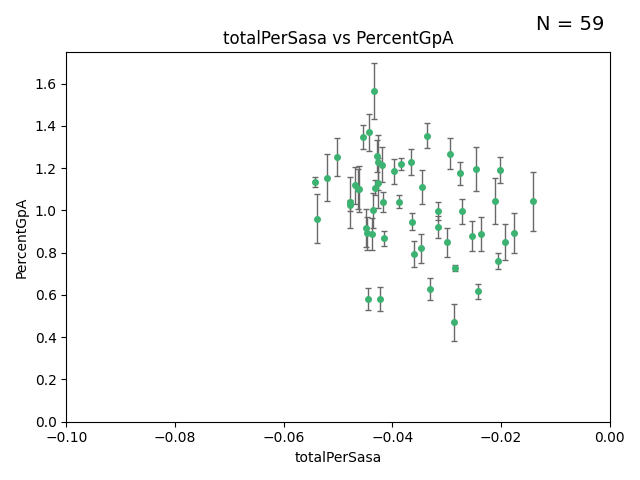 N = 59
totalPerSasa vs PercentGpA
PercentGpA
1.6
1.4
1.2
1.0
0.8
0.6
0.4
0.2
0.0
−0.10 −0.08 −0.06 −0.04 −0.02 0.00
totalPerSasa